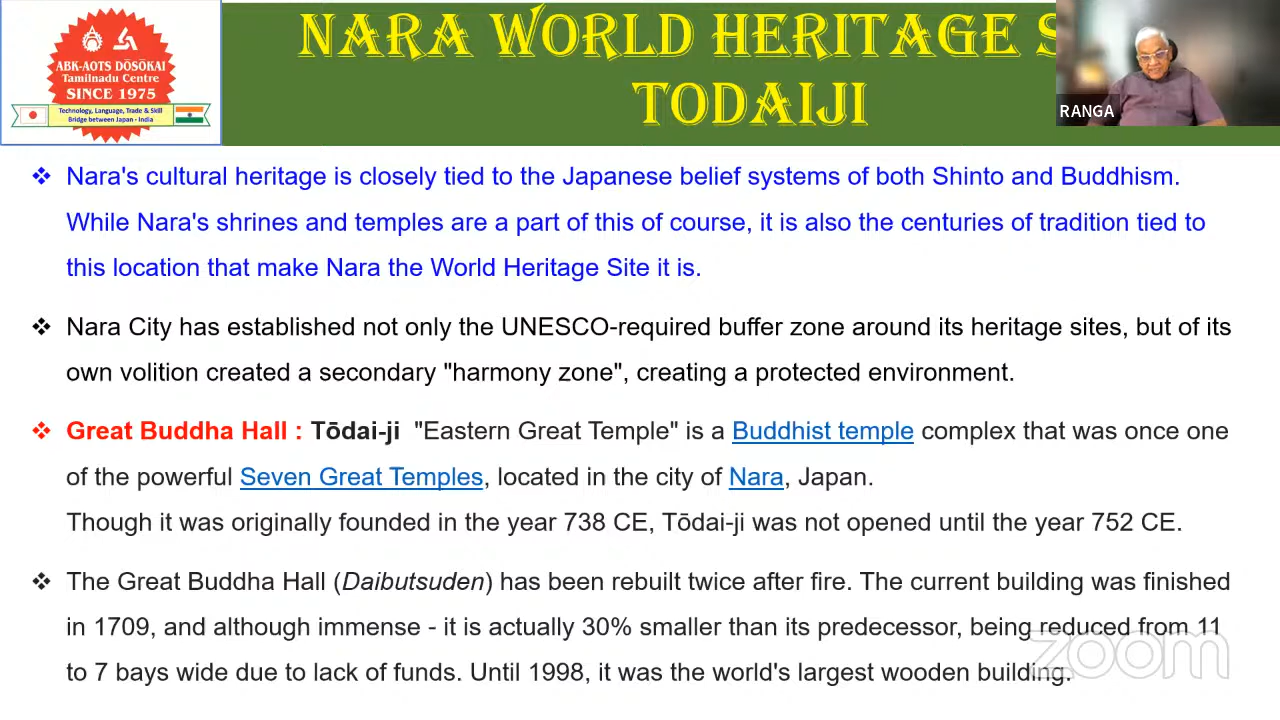 ABK-AOTS DŌSŌKAI
Tamilnadu Centre
SINCE 1975
Technology, Language, Trade & Skill
Bridge between Japan - India
NARA WORLD HERITAGE S
TODAIJI
RANGA
❖ Nara's cultural heritage is closely tied to the Japanese belief systems of both Shinto and Buddhism.
While Nara's shrines and temples are a part of this of course, it is also the centuries of tradition tied to
this location that make Nara the World Heritage Site it is.
❖ Nara City has established not only the UNESCO-required buffer zone around its heritage sites, but of its
own volition created a secondary "harmony zone", creating a protected environment.
❖ Great Buddha Hall : Tōdai-ji "Eastern Great Temple" is a Buddhist temple complex that was once one
of the powerful Seven Great Temples, located in the city of Nara, Japan.
Though it was originally founded in the year 738 CE, Tōdai-ji was not opened until the year 752 CE.
❖ The Great Buddha Hall (Daibutsuden) has been rebuilt twice after fire. The current building was finished
in 1709, and although immense - it is actually 30% smaller than its predecessor, being reduced from 11
to 7 bays wide due to lack of funds. Until 1998, it was the world's largest wooden building.
zoom